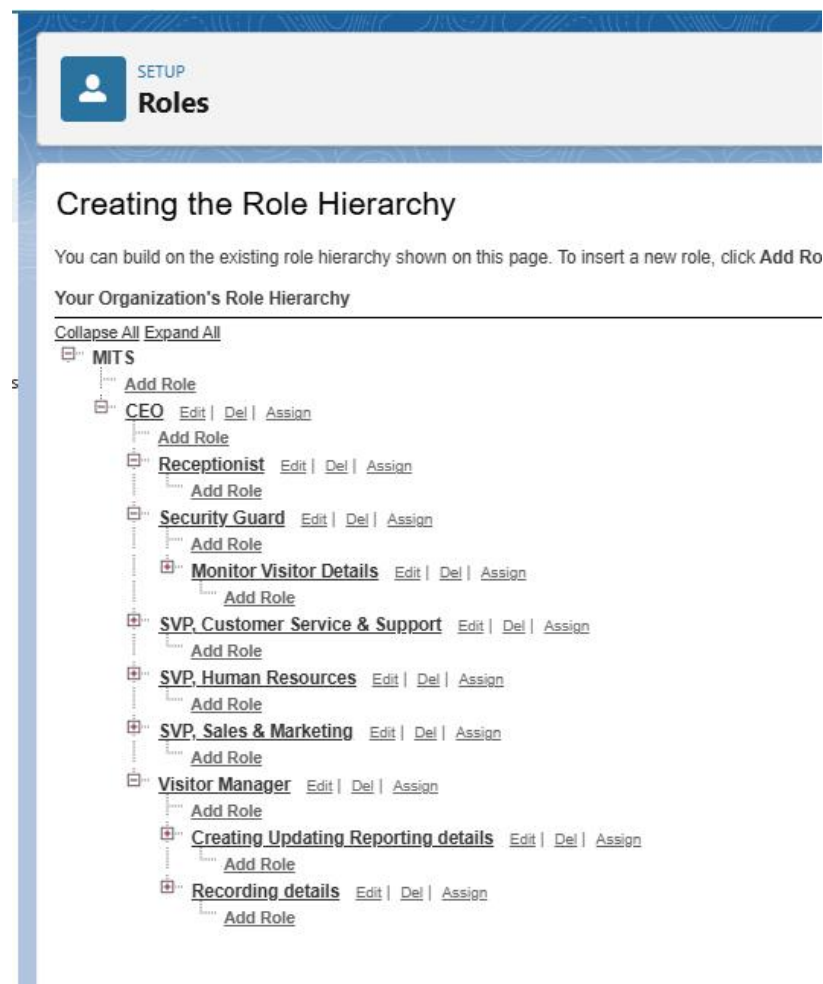 SETUP
Roles
Creating the Role Hierarchy
You can build on the existing role hierarchy shown on this page. To insert a new role, click Add Ro
Your Organization's Role Hierarchy
Collapse All Expand All
MITS
Add Role
CEO Edit | Del | Assign
Add Role
Receptionist Edit | Del | Assign
Add Role
Security Guard Edit | Del | Assign
Add Role
Monitor Visitor Details Edit | Del | Assign
Add Role
SVP, Customer Service & Support Edit | Del | Assign
Add Role
SVP, Human Resources Edit | Del | Assign
Add Role
SVP, Sales & Marketing Edit | Del | Assign
Add Role
Visitor Manager Edit | Del | Assign
Add Role
Creating Updating Reporting details Edit | Del | Assign
Add Role
Recording details Edit | Del | Assign
Add Role